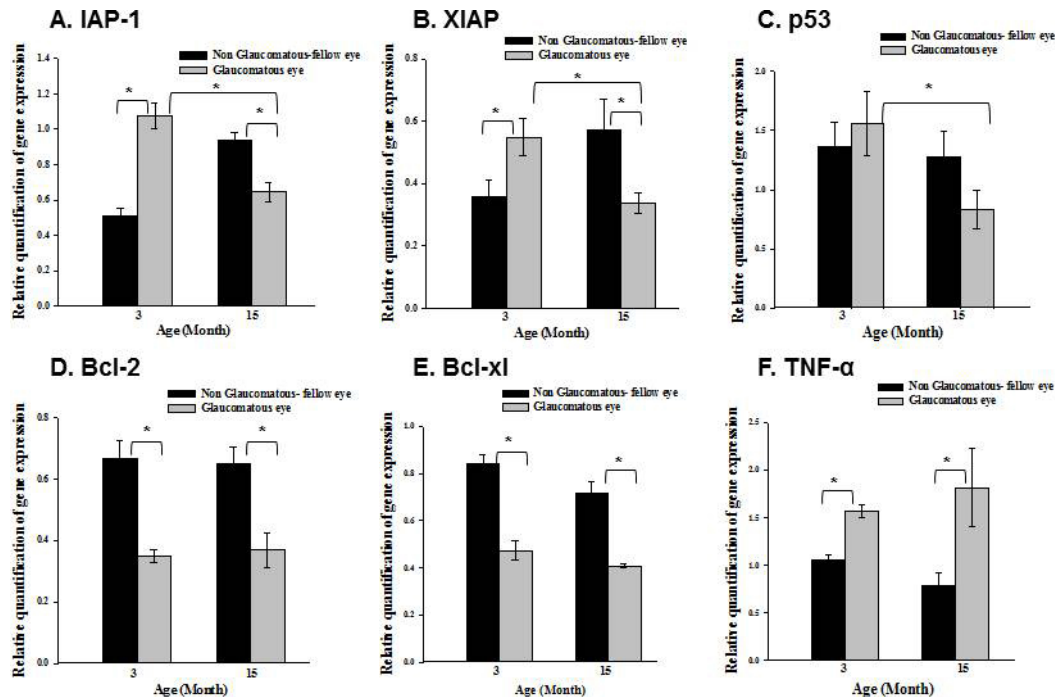 A. IAP-1
Non Glaucomatous-fellow eye
Glaucomatous eye
Relative quantification of gene expression
1.4
1.2
1.0
0.8
0.6
0.4
0.2
0.0
*
*
*
3
15
Age (Month)
B. XIAP
Non Glaucomatous-fellow eye
Glaucomatous eye
Relative quantification of gene expression
0.8
0.6
0.4
0.2
0.0
*
*
*
3
15
Age (Month)
C. p53
Non Glaucomatous-fellow eye
Glaucomatous eye
Relative quantification of gene expression
2.0
1.5
1.0
0.5
0.0
*
3
15
Age (Month)
D. Bcl-2
Non Glaucomatous- fellow eye
Glaucomatous eye
Relative quantification of gene expression
0.8
0.6
0.4
0.2
0.0
*
*
3
15
Age (Month)
E. Bcl-xl
Non Glaucomatous- fellow eye
Glaucomatous eye
Relative quantification of gene expression
1.0
0.8
0.6
0.4
0.2
0.0
*
*
3
15
Age (Month)
F. TNF-α
Non Glaucomatous- fellow eye
Glaucomatous eye
Relative quantification of gene expression
2.5
2.0
1.5
1.0
0.5
0.0
*
*
3
15
Age (Month)